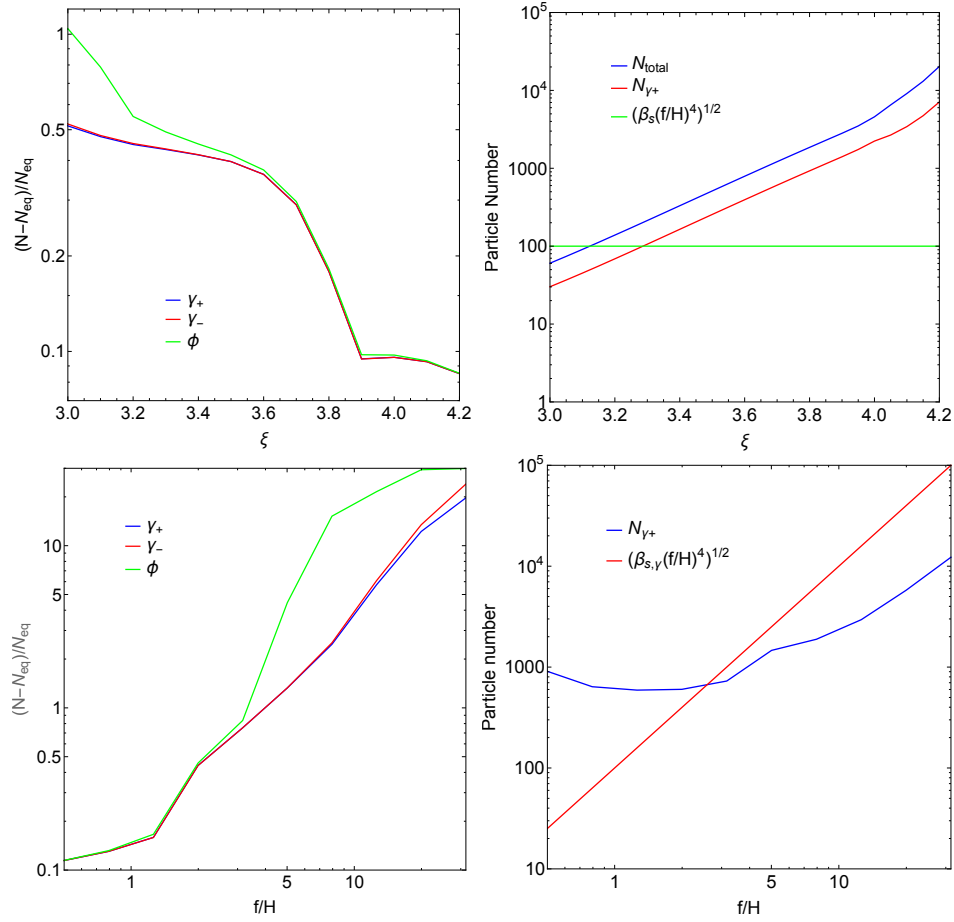 1
0.5
0.2
0.1
(N−N_eq)/N_eq
γ+
γ−
ϕ
3.0 3.2 3.4 3.6 3.8 4.0 4.2
ξ
10^5
10^4
1000
100
10
1
Particle Number
N_total
N_γ+
(β_s(f/H)^4)^1/2
3.0 3.2 3.4 3.6 3.8 4.0 4.2
ξ
10
5
1
0.5
0.1
(N−N_eq)/N_eq
γ+
γ−
ϕ
1 5 10
f/H
10^5
10^4
1000
100
10
Particle number
N_γ+
(β_s,γ(f/H)^4)^1/2
1 5 10
f/H